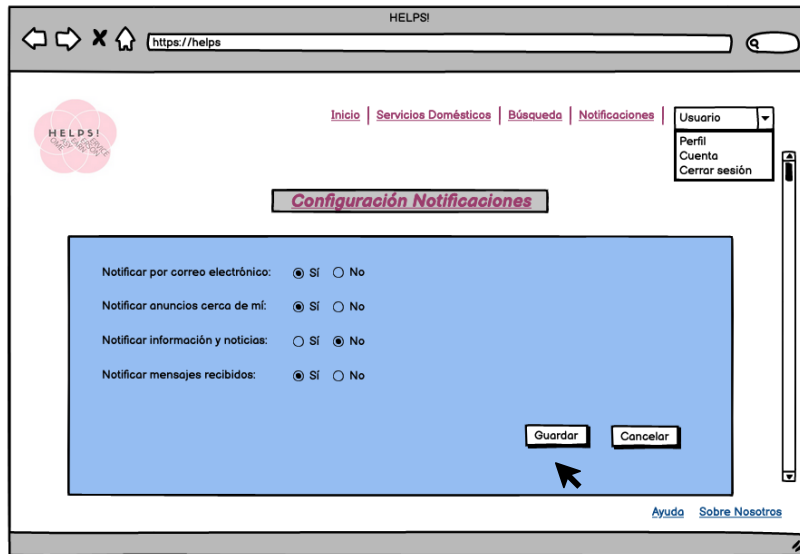 HELPS!
https://helps
HELPS!
Inicio Servicios Domésticos Búsqueda Notificaciones Usuario
Perfil
Cuenta
Cerrar sesión
Configuración Notificaciones
Notificar por correo electrónico: Sí No
Notificar anuncios cerca de mí: Sí No
Notificar información y noticias: Sí No
Notificar mensajes recibidos: Sí No
Guardar Cancelar
Ayuda Sobre Nosotros